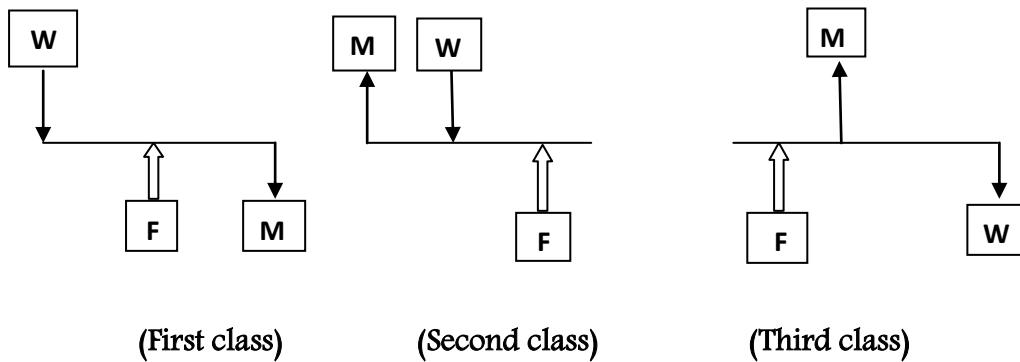 W
M W
M
F M
F
F W
(First class) (Second class) (Third class)